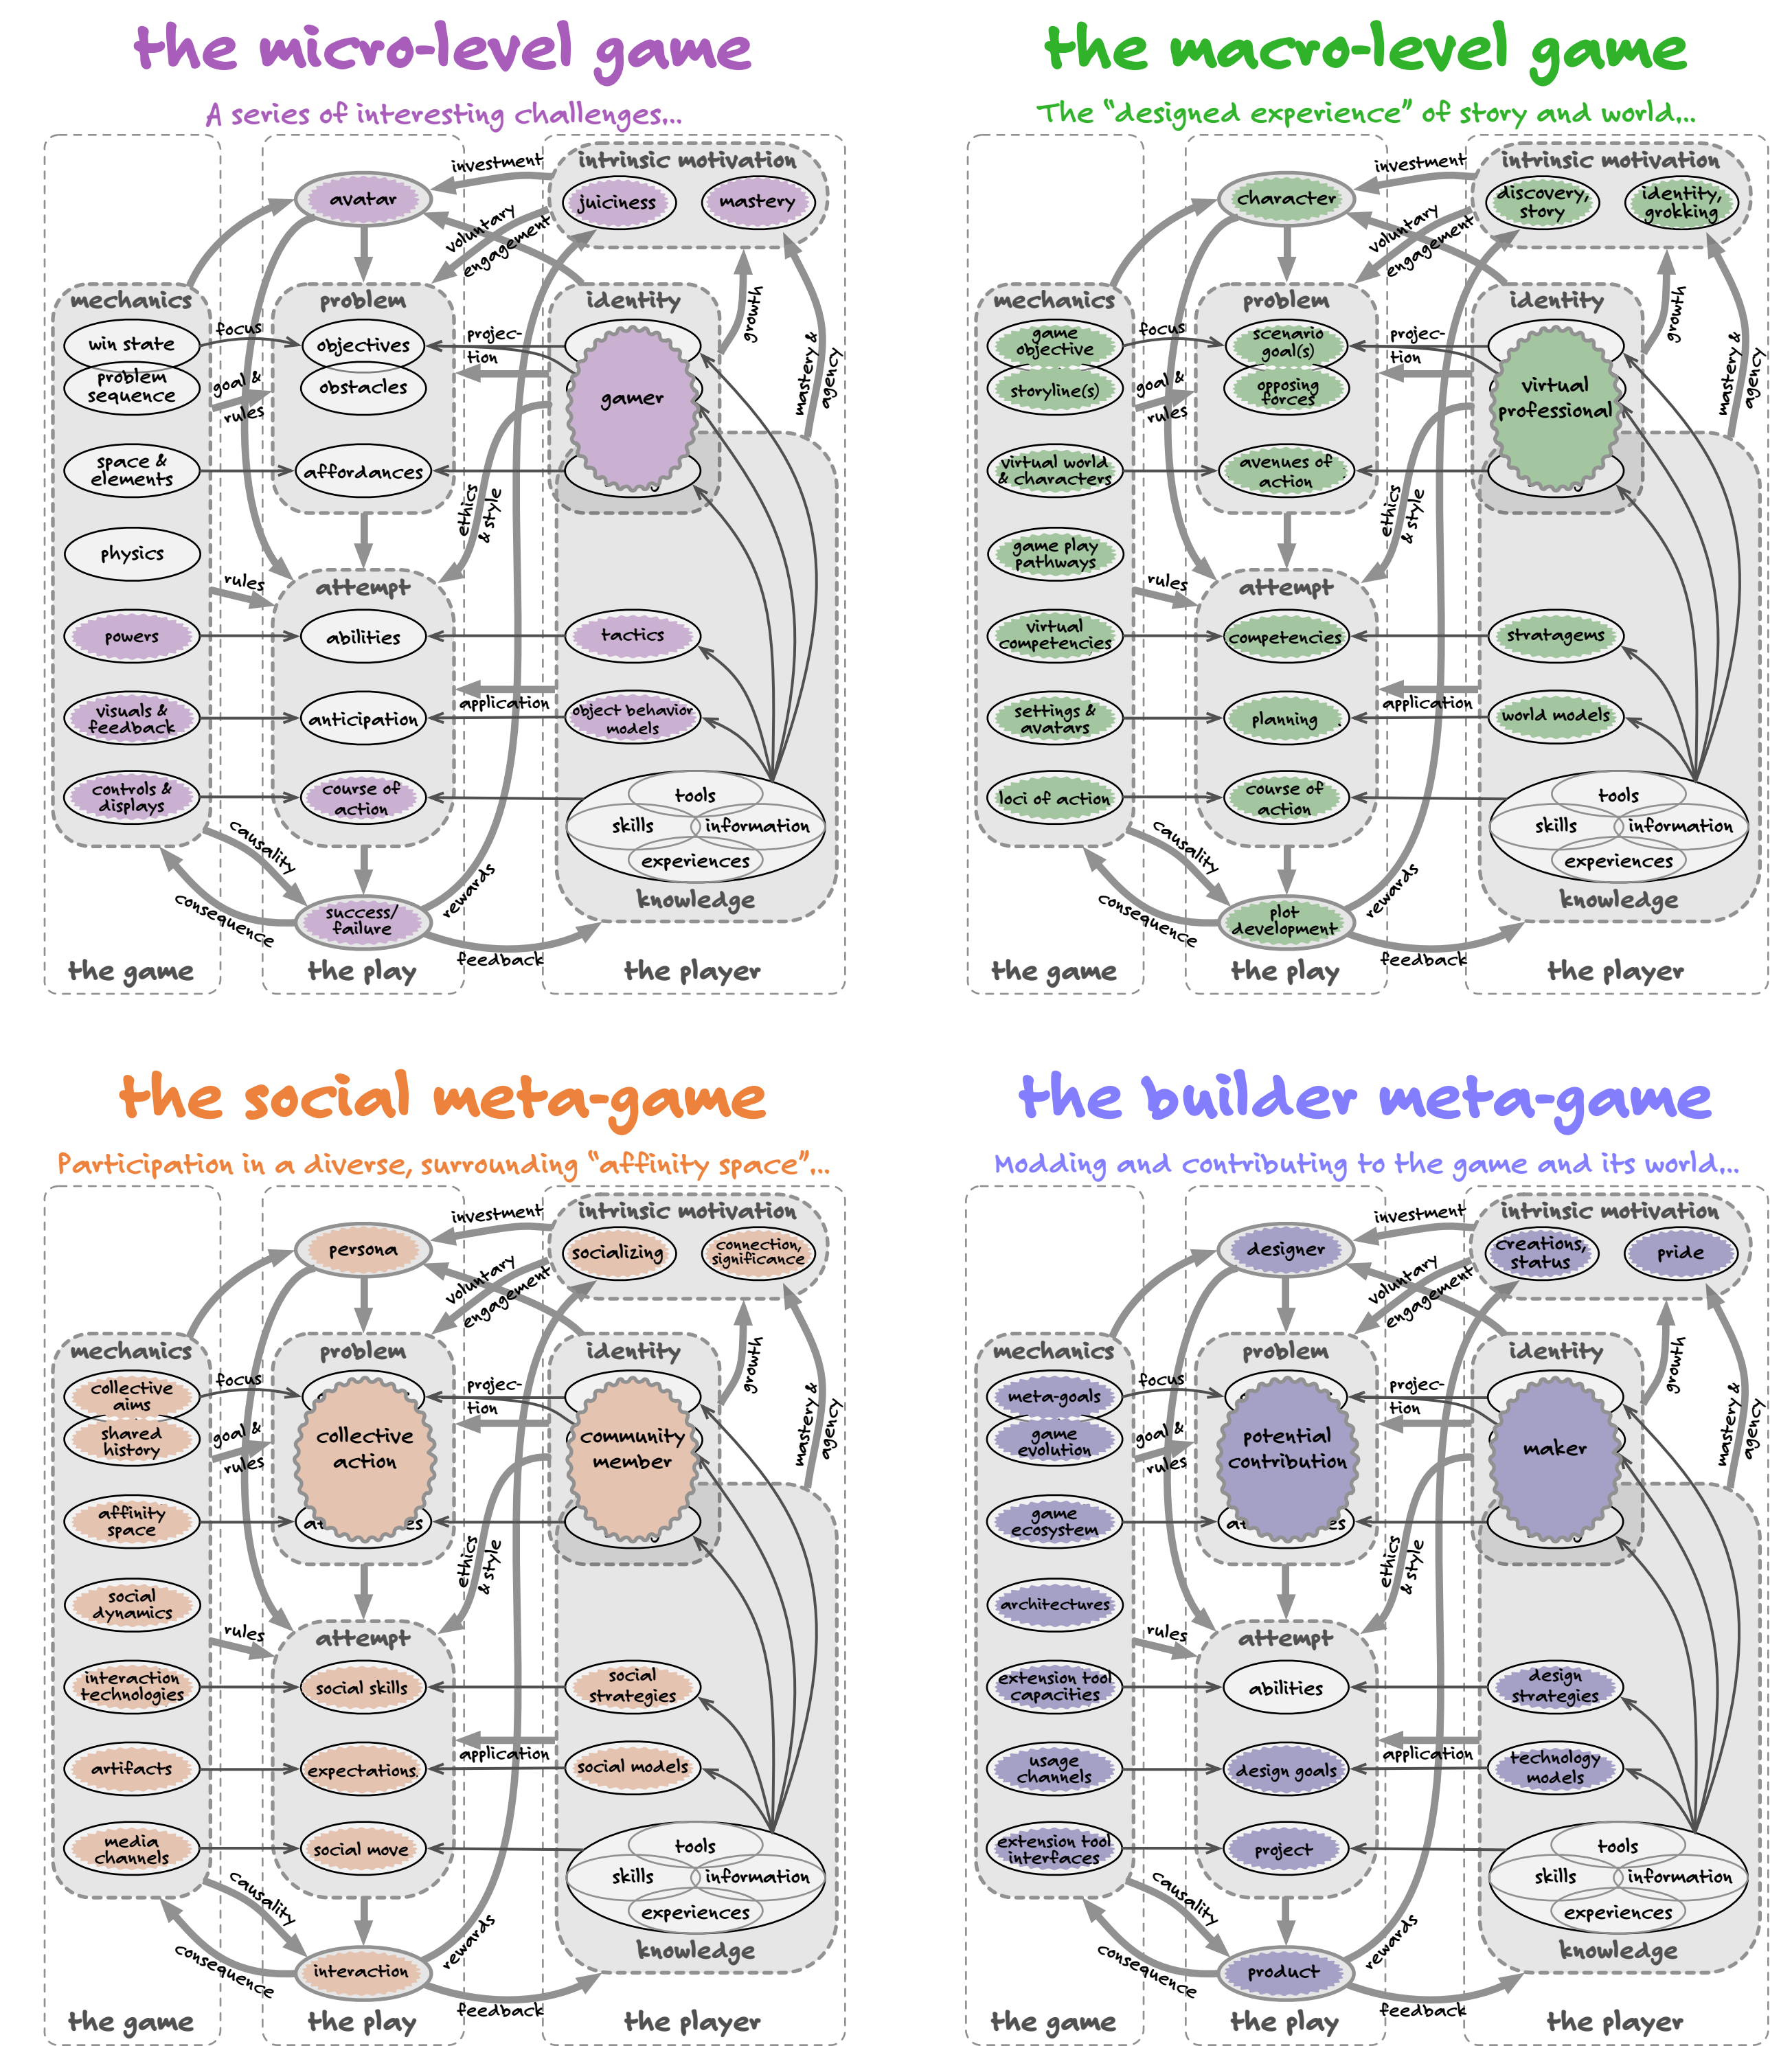 the micro-level game
A series of interesting challenges...
investment
intrinsic motivation
avatar
juiciness
mastery
voluntary
engagement
mechanics
problem
identity
growth
win state
focus
objectives
projec-
tion
mastery &
agency
problem
sequence
goal &
rules
obstacles
gamer
space &
elements
affordances
ethics
& style
physics
rules
attempt
powers
abilities
tactics
visuals &
feedback
anticipation
application
object behavior
models
controls &
displays
course of
action
tools
skills
information
experiences
causality
consequence
success/
failure
rewards
knowledge
feedback
the game
the play
the player
the macro-level game
The "designed experience" of story and world...
investment
intrinsic motivation
character
discovery,
story
identity,
grokking
voluntary
engagement
mechanics
problem
identity
growth
game
objective
focus
scenario
goal(s)
projec-
tion
mastery &
agency
storyline(s)
goal &
rules
opposing
forces
virtual
professional
virtual world
& characters
avenues of
action
ethics
& style
game play
pathways
rules
attempt
virtual
competencies
competencies
stratagems
settings &
avatars
planning
application
world models
loci of action
course of
action
tools
skills
information
experiences
causality
consequence
plot
development
rewards
knowledge
feedback
the game
the play
the player
the social meta-game
Participation in a diverse, surrounding "affinity space"...
investment
intrinsic motivation
persona
socializing
connection,
significance
voluntary
engagement
mechanics
problem
identity
growth
collective
aims
focus
projec-
tion
mastery &
agency
shared
history
goal &
rules
collective
action
community
member
affinity
space
ethics
& style
social
dynamics
rules
attempt
interaction
technologies
social skills
social
strategies
artifacts
expectations.
application
social models
media
channels
social move
tools
skills
information
experiences
causality
consequence
interaction
rewards
knowledge
feedback
the game
the play
the player
the builder meta-game
Modding and contributing to the game and its world...
investment
intrinsic motivation
designer
creations,
status
pride
voluntary
engagement
mechanics
problem
identity
growth
meta-goals
focus
projec-
tion
mastery &
agency
game
evolution
goal &
rules
potential
contribution
maker
game
ecosystem
ethics
& style
architectures
rules
attempt
extension tool
capacities
abilities
design
strategies
usage
channels
design goals
application
technology
models
extension tool
interfaces
project
tools
skills
information
experiences
causality
consequence
product
rewards
knowledge
feedback
the game
the play
the player